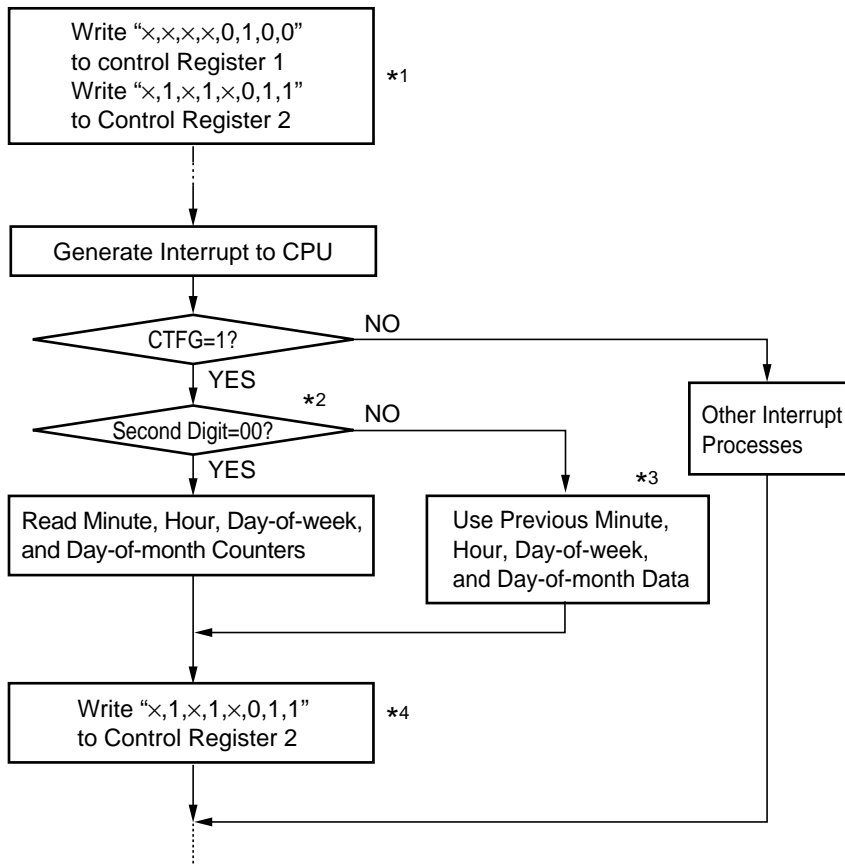 Write “×,×,×,×,0,1,0,0”
to control Register 1
Write “×,1,×,1,×,0,1,1”
to Control Register 2
*1
Generate Interrupt to CPU
CTFG=1?
NO
YES
*2
Second Digit=00?
NO
YES
Other Interrupt
Processes
*3
Read Minute, Hour, Day-of-week,
and Day-of-month Counters
Use Previous Minute,
Hour, Day-of-week,
and Day-of-month Data
Write “×,1,×,1,×,0,1,1”
to Control Register 2
*4